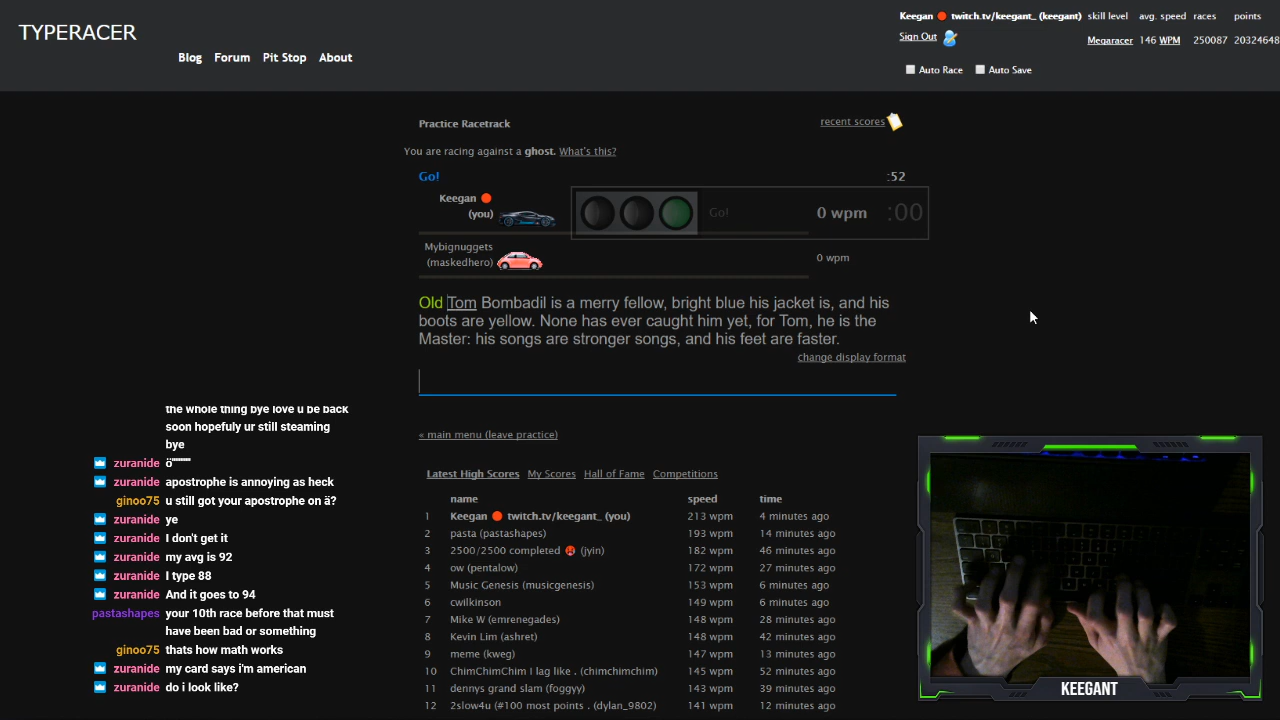 TYPERACER
Blog Forum Pit Stop About
Keegan twitch.tv/keegant_ (keegant) skill level avg. speed races points
Sign Out Megaracer 146 WPM 250087 20324648
Auto Race Auto Save
Practice Racetrack recent scores
You are racing against a ghost. What's this?
Go! :52
Keegan
(you) Go! 0 wpm :00
Mybignuggets
(maskedhero) 0 wpm
Old Tom Bombadil is a merry fellow, bright blue his jacket is, and his
boots are yellow. None has ever caught him yet, for Tom, he is the
Master: his songs are stronger songs, and his feet are faster.
change display format
« main menu (leave practice)
Latest High Scores My Scores Hall of Fame Competitions
name speed time
1 Keegan twitch.tv/keegant_ (you) 213 wpm 4 minutes ago
2 pasta (pastashapes) 193 wpm 14 minutes ago
3 2500/2500 completed (jyin) 182 wpm 46 minutes ago
4 ow (pentalow) 172 wpm 27 minutes ago
5 Music Genesis (musicgenesis) 153 wpm 6 minutes ago
6 cwilkinson 149 wpm 6 minutes ago
7 Mike W (emrenegades) 148 wpm 28 minutes ago
8 Kevin Lim (ashret) 148 wpm 42 minutes ago
9 meme (kweg) 147 wpm 13 minutes ago
10 ChimChimChim I lag like . (chimchimchim) 145 wpm 52 minutes ago
11 dennys grand slam (foggyy) 143 wpm 39 minutes ago
12 2slow4u (#100 most points . (dylan_9802) 141 wpm 12 minutes ago
the whole thing bye love u be back
soon hopefuly ur still steaming
bye
zuranide
zuranide apostrophe is annoying as heck
ginoo75 u still got your apostrophe on ä?
zuranide ye
zuranide I don't get it
zuranide my avg is 92
zuranide I type 88
zuranide And it goes to 94
pastashapes your 10th race before that must
have been bad or something
ginoo75 thats how math works
zuranide my card says i'm american
zuranide do i look like?
KEEGANT